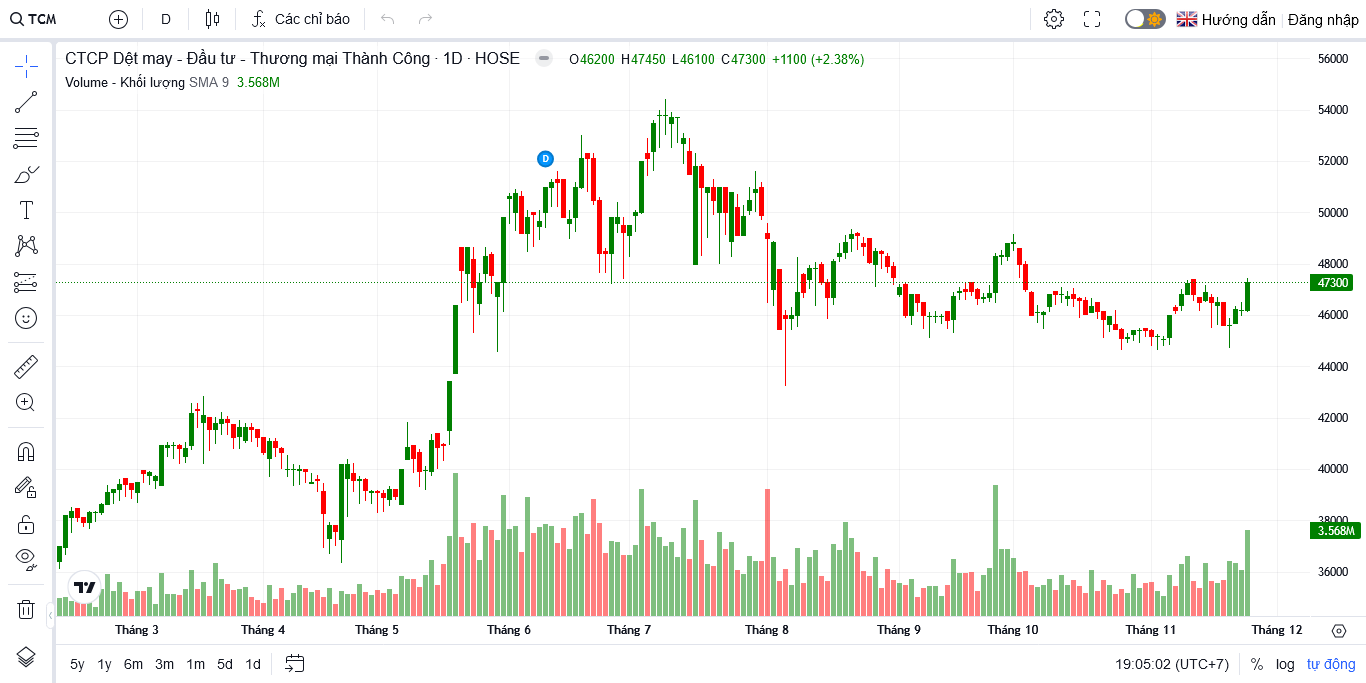 TCM D Các chỉ báo Hướng dẫn Đăng nhập
CTCP Dệt may - Đầu tư - Thương mại Thành Công · 1D · HOSE O46200 H47450 L46100 C47300 +1100 (+2.38%)
Volume - Khối lượng SMA 9 3.568M
D
56000
54000
52000
50000
48000
47300
46000
44000
42000
40000
38000
3.568M
36000
Tháng 3 Tháng 4 Tháng 5 Tháng 6 Tháng 7 Tháng 8 Tháng 9 Tháng 10 Tháng 11 Tháng 12
5y 1y 6m 3m 1m 5d 1d 19:05:02 (UTC+7) % log tự động